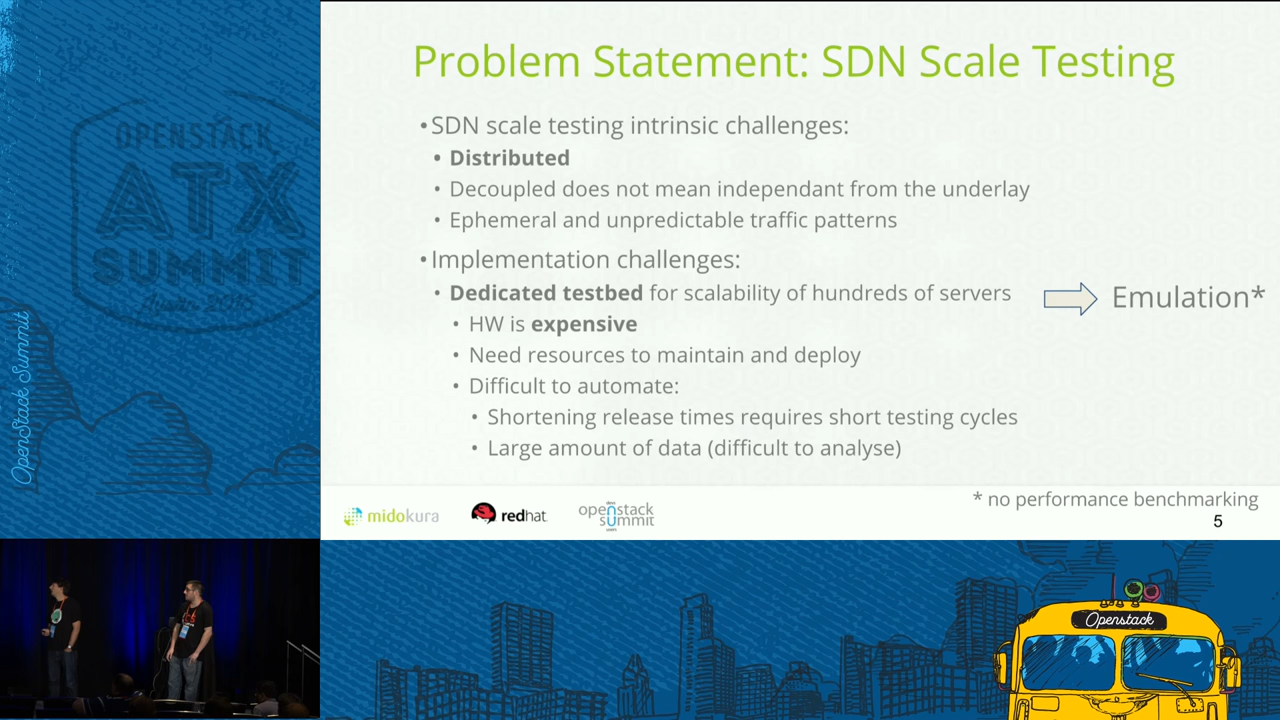 Problem Statement: SDN Scale Testing
•SDN scale testing intrinsic challenges:
• Distributed
• Decoupled does not mean independant from the underlay
• Ephemeral and unpredictable traffic patterns
•Implementation challenges:
• Dedicated testbed for scalability of hundreds of servers
Emulation*
• HW is expensive
• Need resources to maintain and deploy
• Difficult to automate:
• Shortening release times requires short testing cycles
• Large amount of data (difficult to analyse)
* no performance benchmarking
5
midokura
redhat
openstack
summit
OPENSTACK
ATX
SUMMIT
OpenStack Summit
Openstack